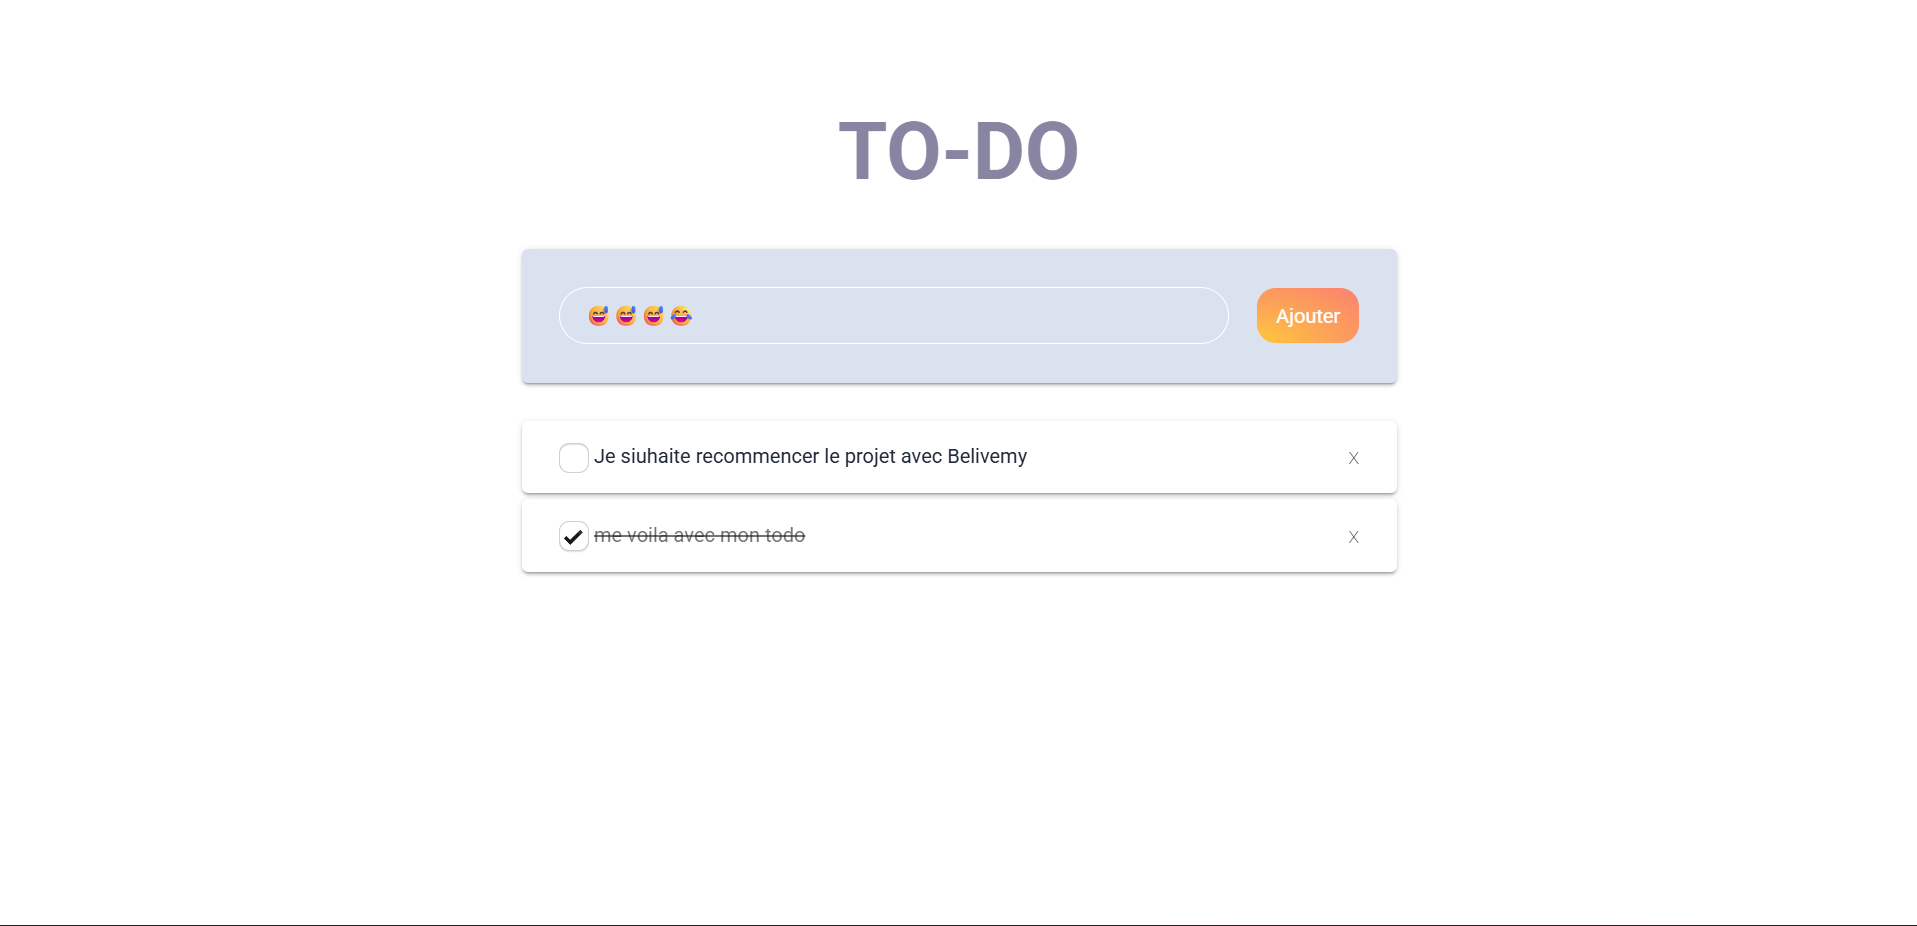 TO-DO
😅 😅 😅 😂 Ajouter
Je siuhaite recommencer le projet avec Belivemy X
me voila avec mon todo X